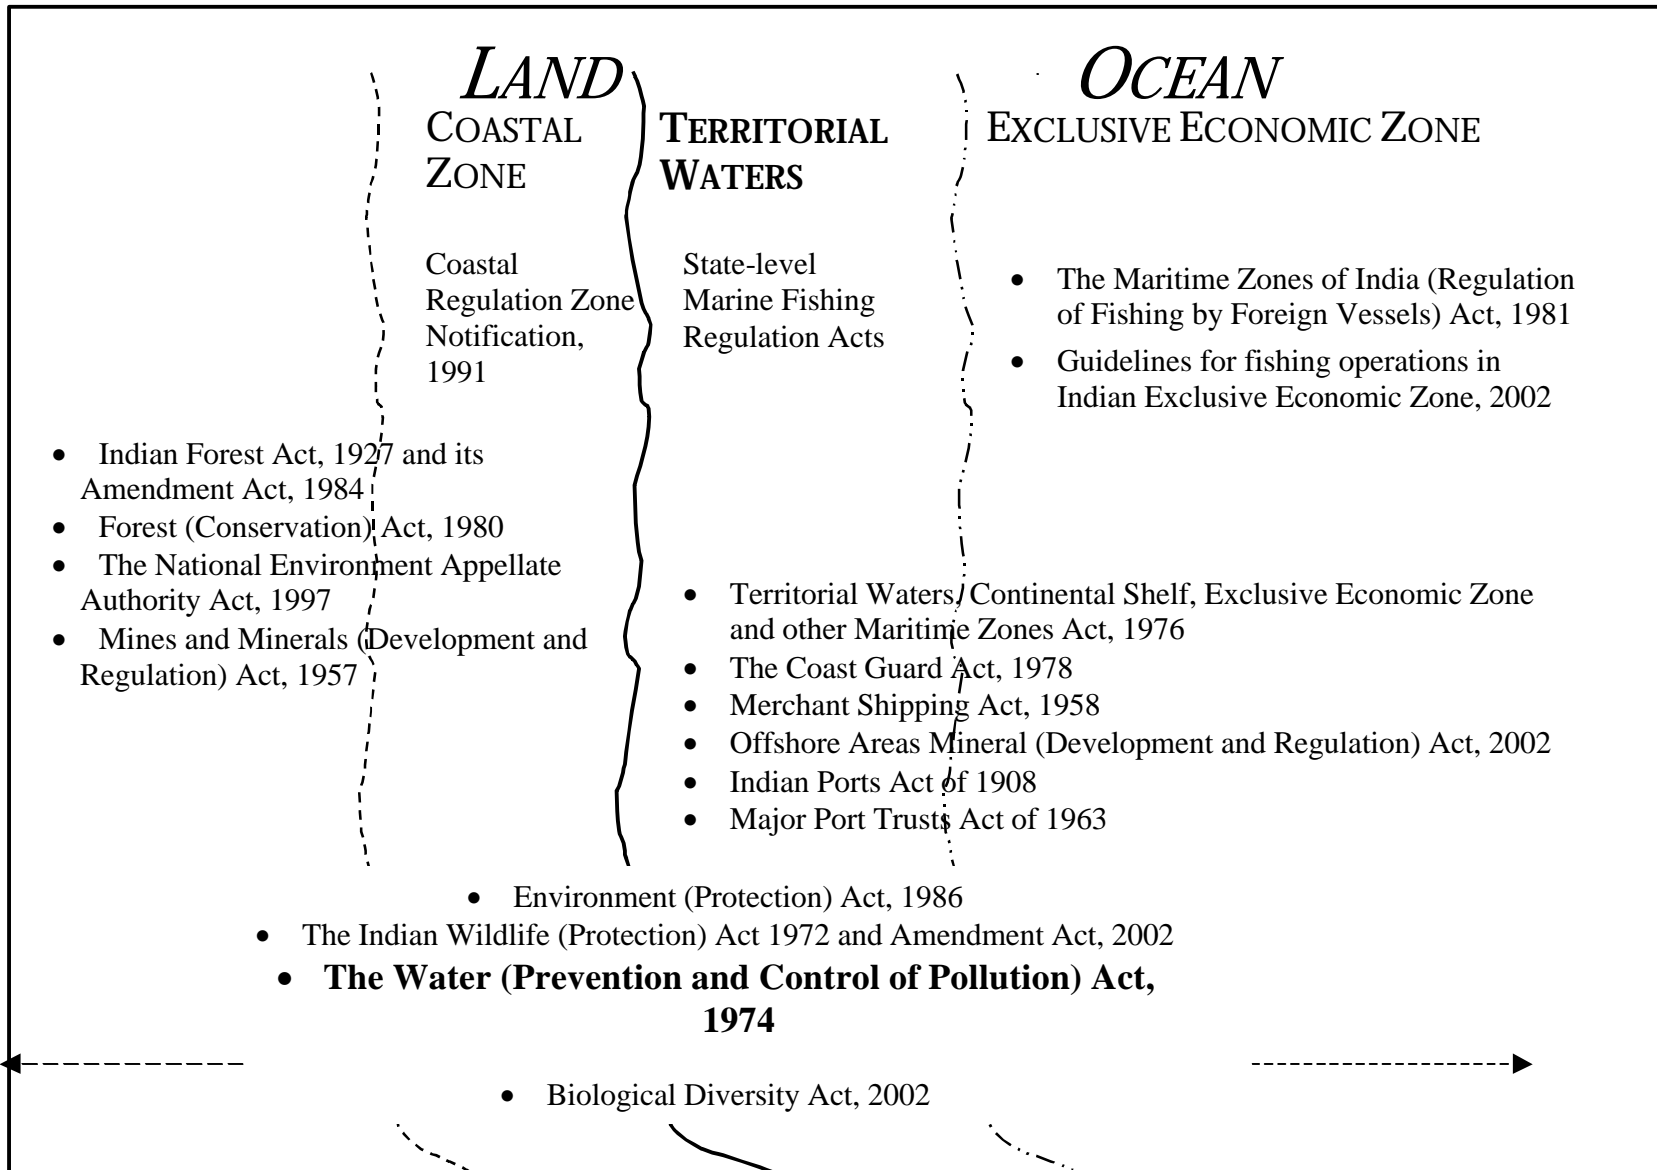 LAND
OCEAN
COASTAL
ZONE
TERRITORIAL
WATERS
EXCLUSIVE ECONOMIC ZONE
Coastal
Regulation Zone
Notification,
1991
State-level
Marine Fishing
Regulation Acts
• The Maritime Zones of India (Regulation
of Fishing by Foreign Vessels) Act, 1981
• Guidelines for fishing operations in
Indian Exclusive Economic Zone, 2002
• Indian Forest Act, 1927 and its
Amendment Act, 1984
• Forest (Conservation) Act, 1980
• The National Environment Appellate
Authority Act, 1997
• Mines and Minerals (Development and
Regulation) Act, 1957
• Territorial Waters, Continental Shelf, Exclusive Economic Zone
and other Maritime Zones Act, 1976
• The Coast Guard Act, 1978
• Merchant Shipping Act, 1958
• Offshore Areas Mineral (Development and Regulation) Act, 2002
• Indian Ports Act of 1908
• Major Port Trusts Act of 1963
• Environment (Protection) Act, 1986
• The Indian Wildlife (Protection) Act 1972 and Amendment Act, 2002
• The Water (Prevention and Control of Pollution) Act,
1974
• Biological Diversity Act, 2002